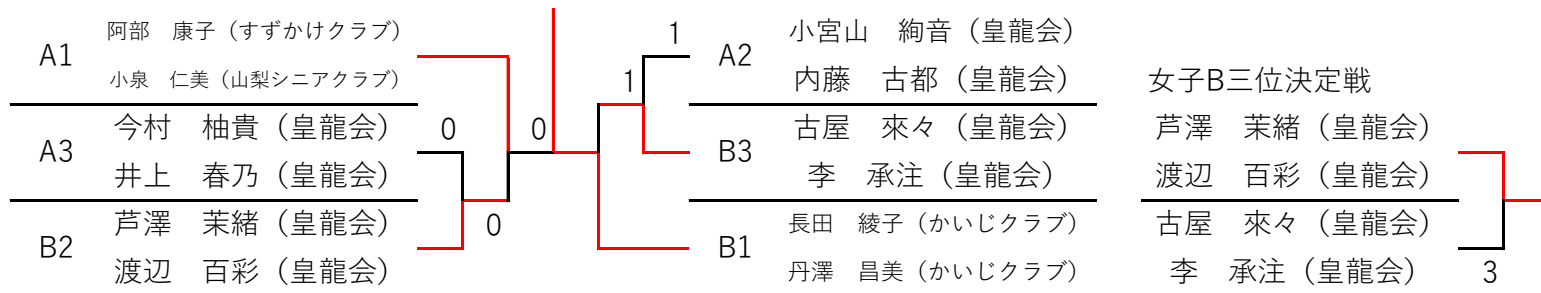 A1
阿部　康子（すずかけクラブ）
小泉　仁美（山梨シニアクラブ）
A3
今村　柚貴（皇龍会）
井上　春乃（皇龍会）
B2
芦澤　茉緒（皇龍会）
渡辺　百彩（皇龍会）
0
0
0
1
1
A2
小宮山　絢音（皇龍会）
内藤　古都（皇龍会）
B3
古屋　來々（皇龍会）
李　承注（皇龍会）
B1
長田　綾子（かいじクラブ）
丹澤　昌美（かいじクラブ）
女子B三位決定戦
芦澤　茉緒（皇龍会）
渡辺　百彩（皇龍会）
古屋　來々（皇龍会）
李　承注（皇龍会）
3